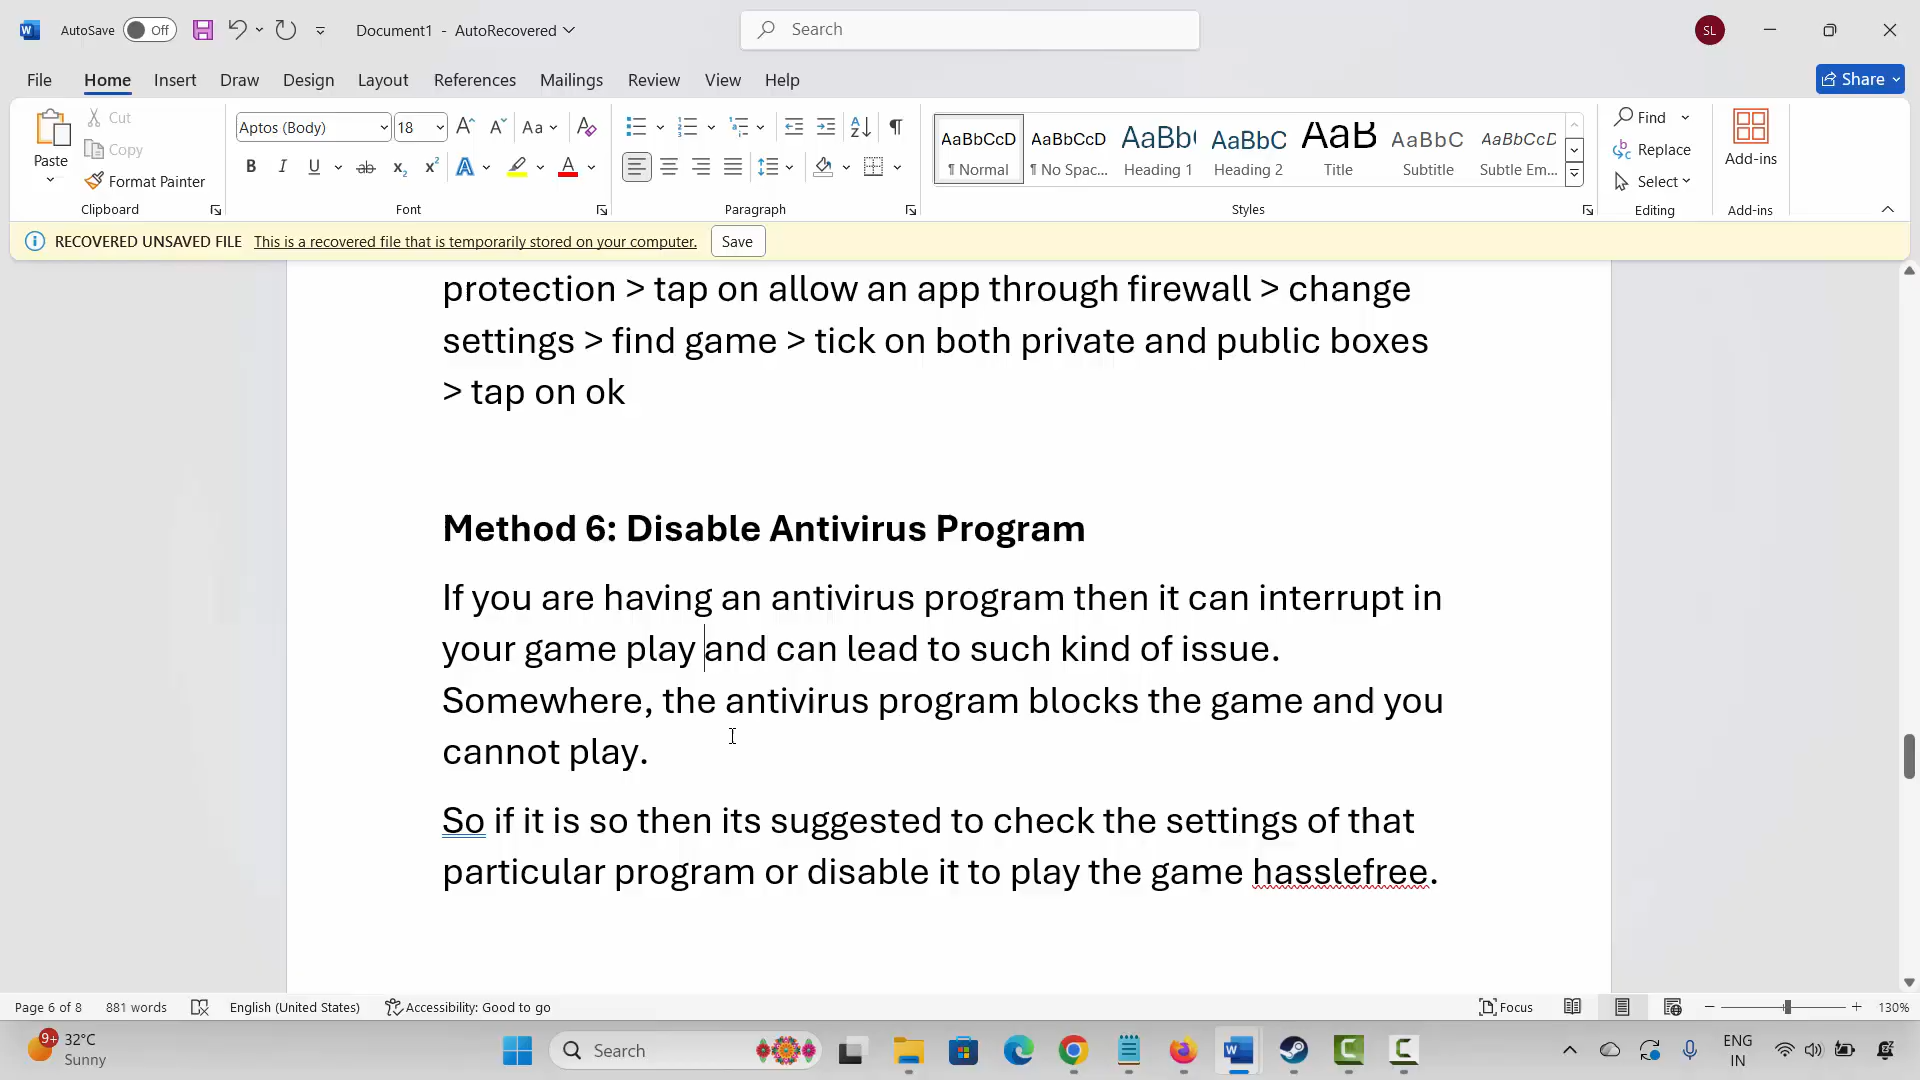 AutoSave Off Document1 - AutoRecovered Search SL
File Home Insert Draw Design Layout References Mailings Review View Help Share
Paste Cut Copy Format Painter
Aptos (Body) 18 Aa
B I U ab x₂ x² A A
AaBbCcD AaBbCcD AaBbC AaBbC AaB AaBbC AaBbCcD
¶ Normal ¶ No Spac... Heading 1 Heading 2 Title Subtitle Subtle Em...
Find Replace Select Add-ins
Clipboard Font Paragraph Styles Editing Add-ins
RECOVERED UNSAVED FILE This is a recovered file that is temporarily stored on your computer. Save
protection > tap on allow an app through firewall > change
settings > find game > tick on both private and public boxes
> tap on ok
Method 6: Disable Antivirus Program
If you are having an antivirus program then it can interrupt in
your game play and can lead to such kind of issue.
Somewhere, the antivirus program blocks the game and you
cannot play.
So if it is so then its suggested to check the settings of that
particular program or disable it to play the game hasslefree.
Page 6 of 8 881 words English (United States) Accessibility: Good to go Focus 130%
9+ 32°C
Sunny
Search
ENG
IN